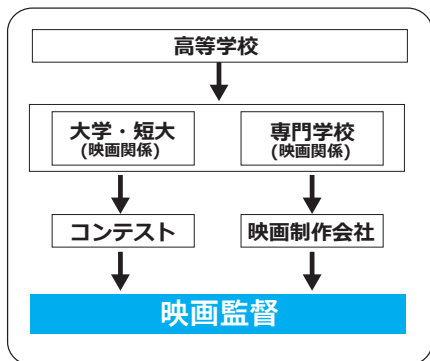 高等学校
大学・短大
(映画関係)
専門学校
(映画関係)
コンテスト
映画制作会社
映画監督